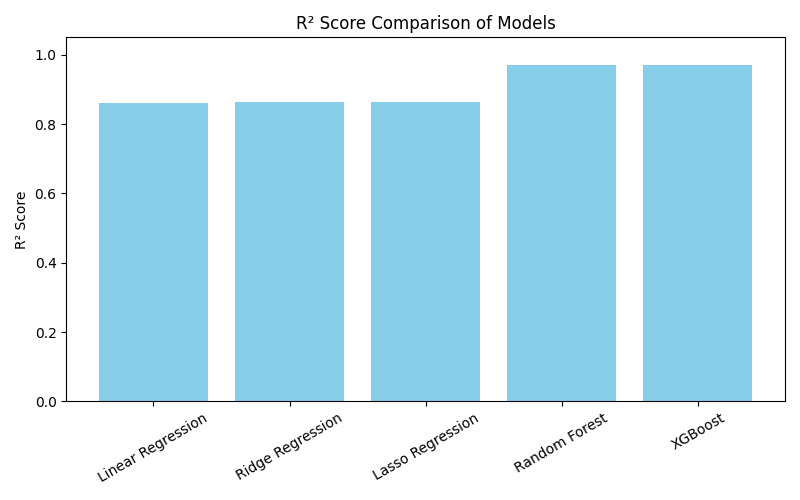 R² Score Comparison of Models
R² Score
1.0
0.8
0.6
0.4
0.2
0.0
Linear Regression
Ridge Regression
Lasso Regression
Random Forest
XGBoost